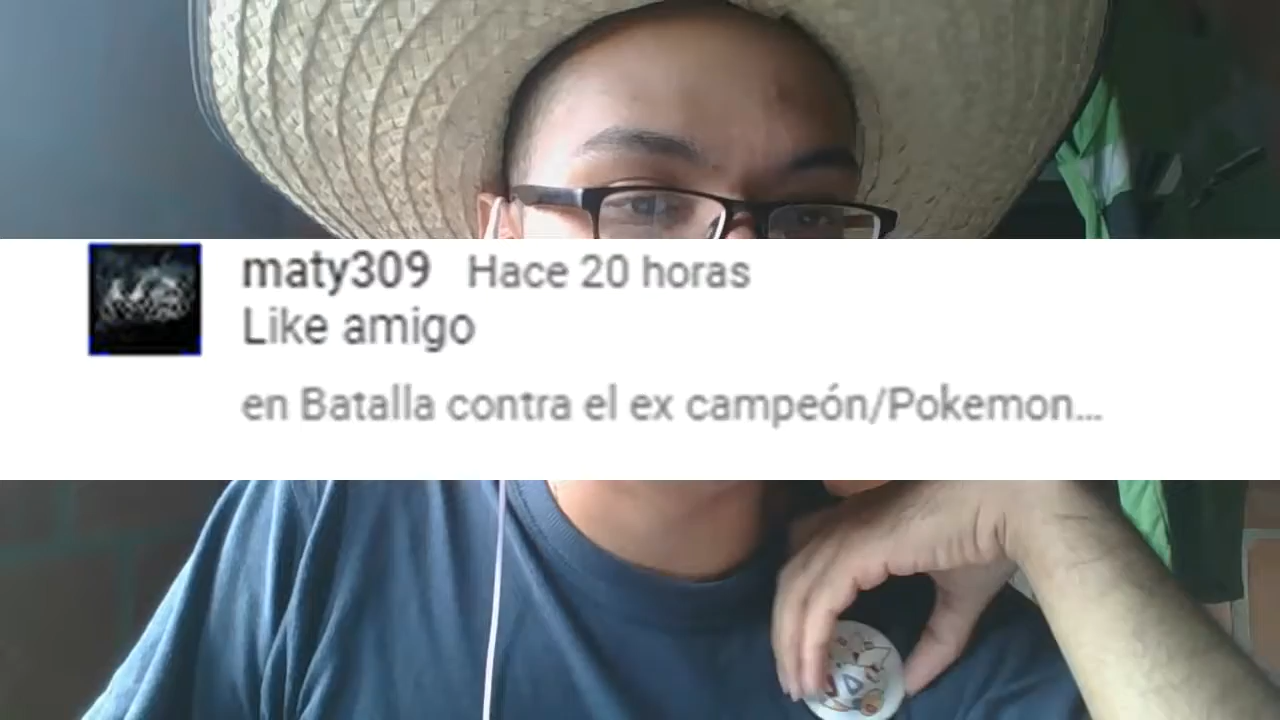 maty309 Hace 20 horas
Like amigo
en Batalla contra el ex campeón/Pokemon...